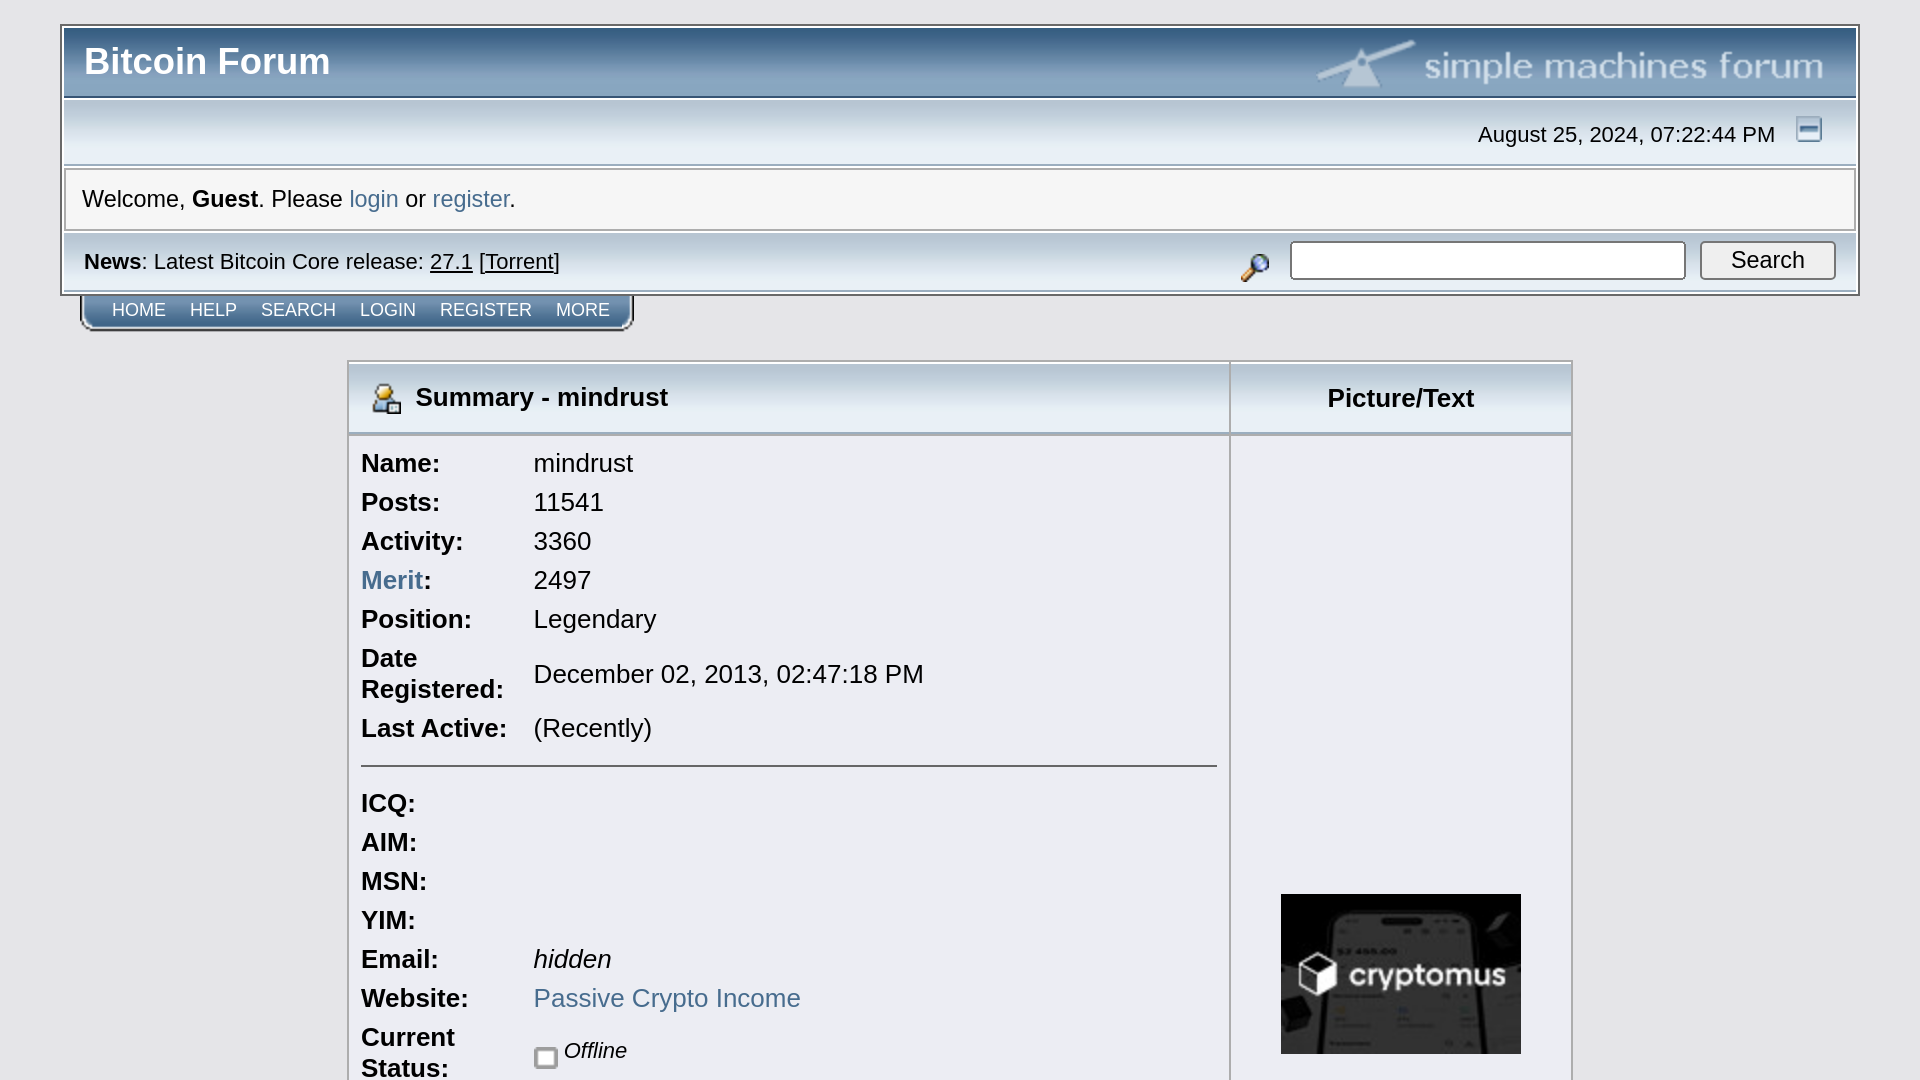 Bitcoin Forum
simple machines forum
August 25, 2024, 07:22:44 PM
Welcome, Guest. Please login or register.
News: Latest Bitcoin Core release: 27.1 [Torrent]
Search
HOME HELP SEARCH LOGIN REGISTER MORE
Summary - mindrust
Picture/Text
Name: mindrust
Posts: 11541
Activity: 3360
Merit: 2497
Position: Legendary
Date
Registered: December 02, 2013, 02:47:18 PM
Last Active: (Recently)
ICQ:
AIM:
MSN:
YIM:
Email: hidden
Website: Passive Crypto Income
Current
Status: Offline
cryptomus